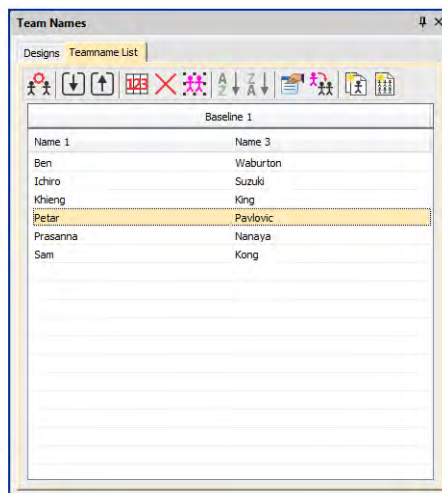 Team Names
Designs Teamname List
123
A Z Z A
Baseline 1
Name 1 Name 3
Ben Waburton
Ichiro Suzuki
Khieng King
Petar Pavlovic
Prasanna Nanaya
Sam Kong